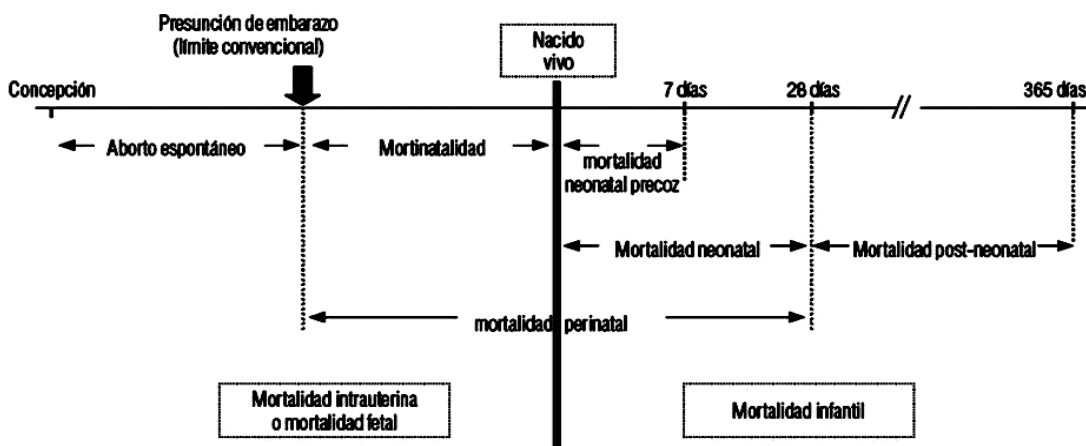 Presunción de embarazo
(límite convencional)
Nacido
vivo
Concepción
7 días
28 días
365 días
Aborto espontáneo
Mortinatalidad
mortalidad
neonatal precoz
Mortalidad neonatal
Mortalidad post-neonatal
mortalidad perinatal
Mortalidad intrauterina
o mortalidad fetal
Mortalidad infantil